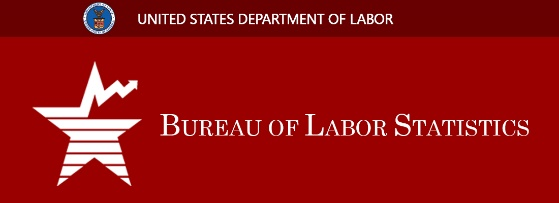 UNITED STATES DEPARTMENT OF LABOR
BUREAU OF LABOR STATISTICS